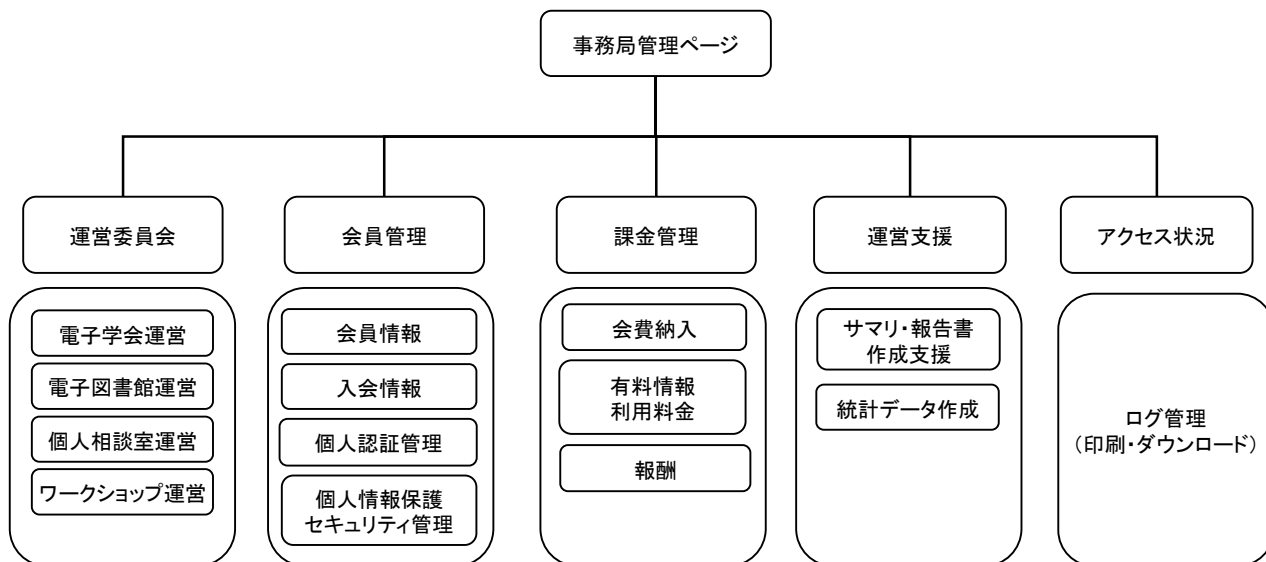 事務局管理ページ
運営委員会
会員管理
課金管理
運営支援
アクセス状況
電子学会運営
電子図書館運営
個人相談室運営
ワークショップ運営
会員情報
入会情報
個人認証管理
個人情報保護
セキュリティ管理
会費納入
有料情報
利用料金
報酬
サマリ・報告書
作成支援
統計データ作成
ログ管理
(印刷・ダウンロード)